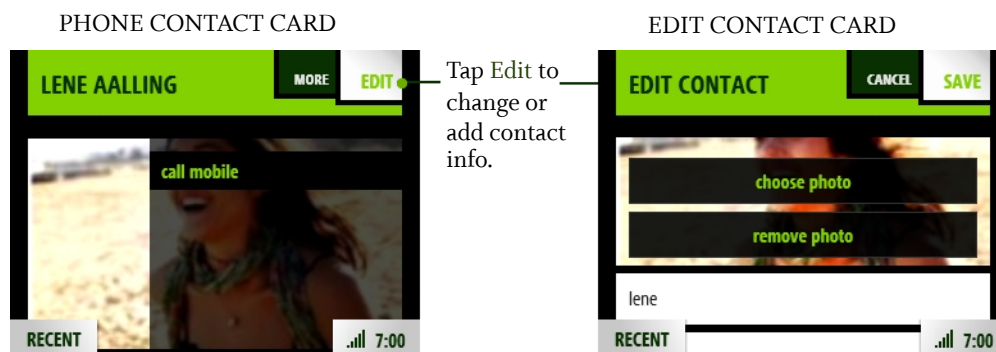 PHONE CONTACT CARD
LENE AALLING
MORE
EDIT
call mobile
RECENT
7:00
Tap Edit to
change or
add contact
info.
EDIT CONTACT CARD
EDIT CONTACT
CANCEL
SAVE
choose photo
remove photo
lene
RECENT
7:00